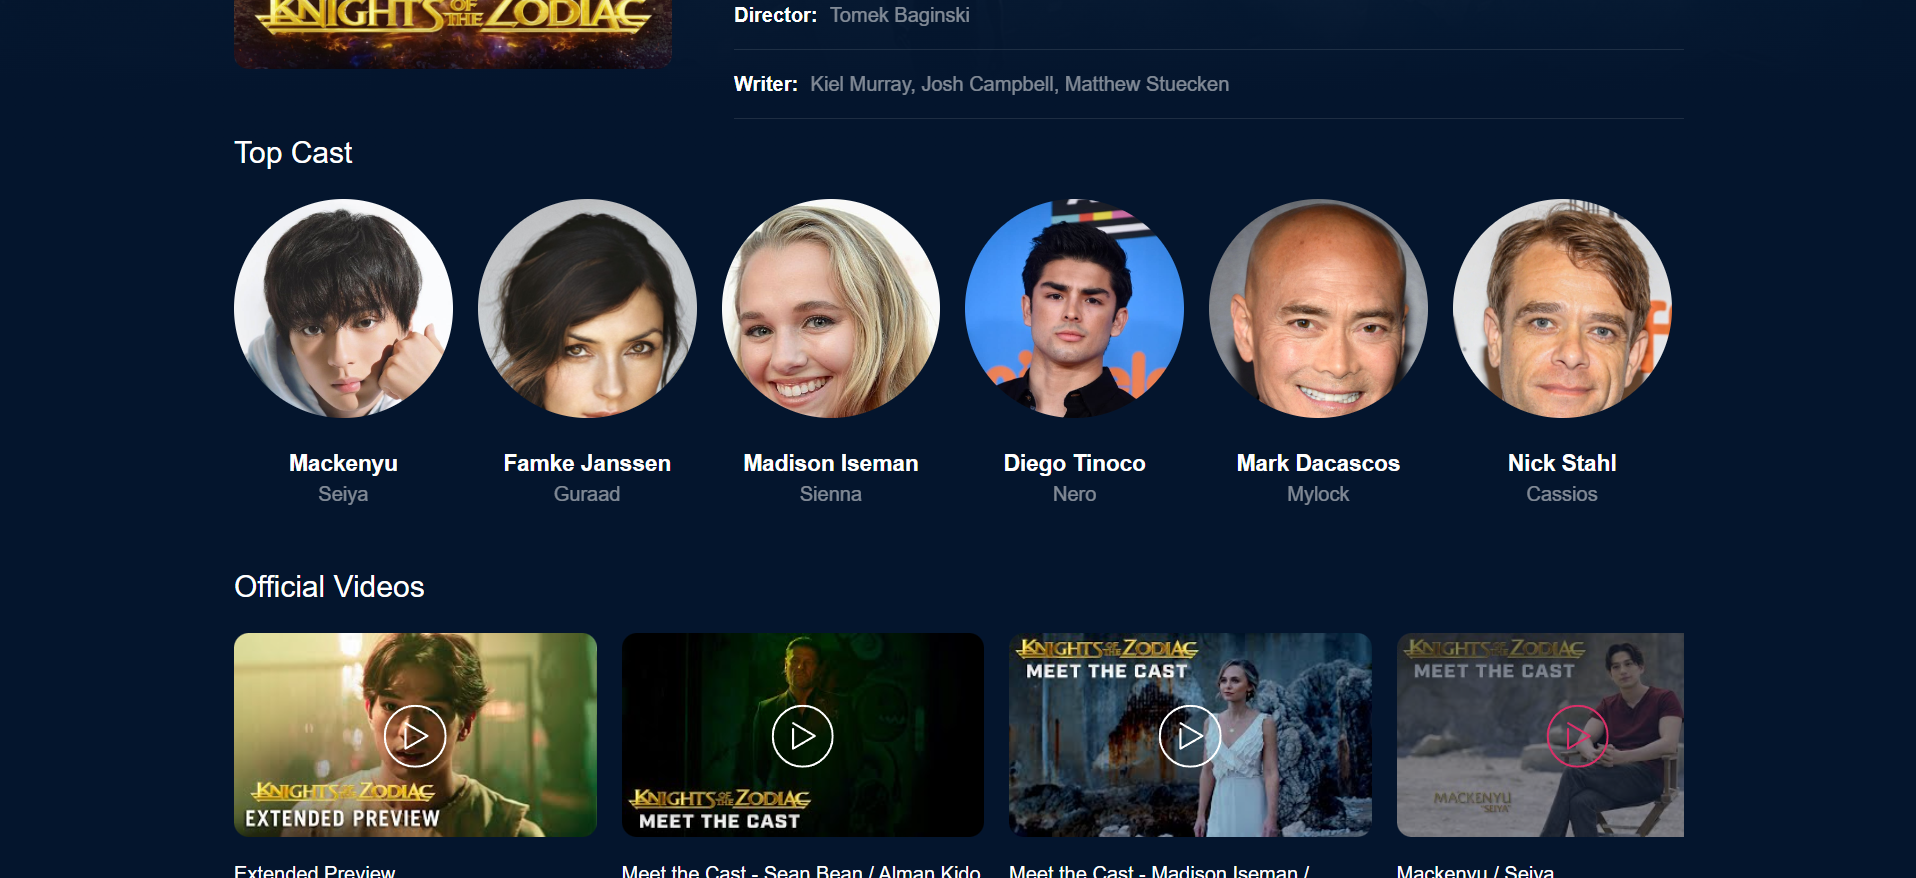 KNIGHTS OF THE ZODIAC
Director: Tomek Baginski
Writer: Kiel Murray, Josh Campbell, Matthew Stuecken
Top Cast
Mackenyu
Seiya
Famke Janssen
Guraad
Madison Iseman
Sienna
Diego Tinoco
Nero
Mark Dacascos
Mylock
Nick Stahl
Cassios
Official Videos
KNIGHTS OF THE ZODIAC
EXTENDED PREVIEW
Extended Preview
KNIGHTS OF THE ZODIAC
MEET THE CAST
Meet the Cast - Sean Bean / Alman Kido
KNIGHTS OF THE ZODIAC
MEET THE CAST
Meet the Cast - Madison Iseman /
KNIGHTS OF THE ZODIAC
MEET THE CAST
MACKENYU
"SEIYA"
Mackenyu / Seiya